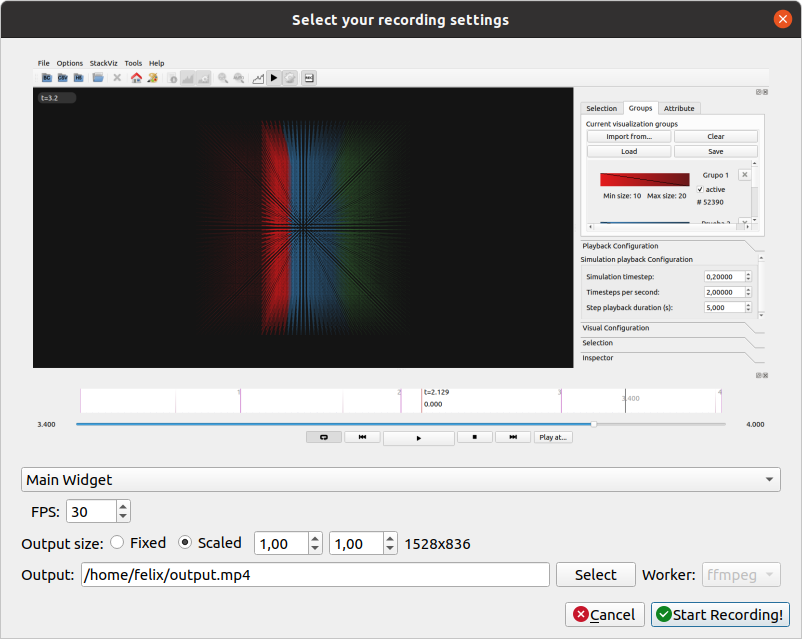 Select your recording settings
File Options StackViz Tools Help
t=3.2
Selection Groups Attribute
Current visualization groups
Import from... Clear
Load Save
Grupo 1
Min size: 10 Max size: 20 active
# 52390
Playback Configuration
Simulation playback Configuration
Simulation timestep: 0,20000
Timesteps per second: 2,00000
Step playback duration (s): 5,000
Visual Configuration
Selection
Inspector
1 2 t=2.129 3 3.400 4
0.000
3.400 4.000
Play at...
Main Widget
FPS: 30
Output size: Fixed Scaled 1,00 1,00 1528x836
Output: /home/felix/output.mp4 Select Worker: ffmpeg
Cancel Start Recording!